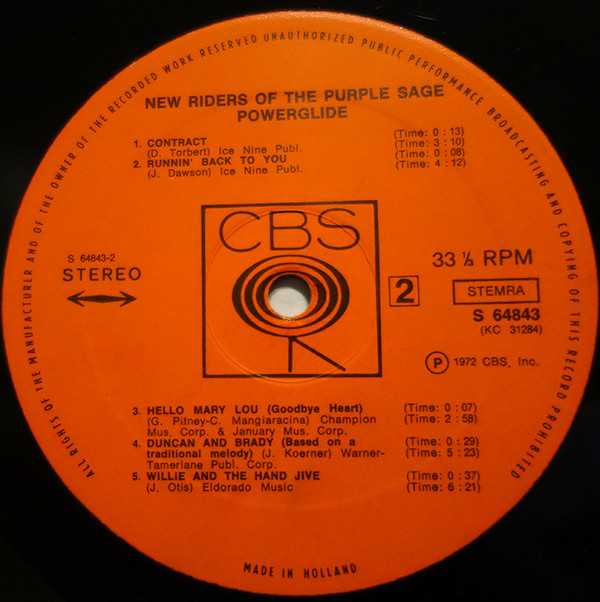 ALL RIGHTS OF THE MANUFACTURER AND OF THE OWNER OF THE RECORDED WORK RESERVED UNAUTHORIZED PUBLIC PERFORMANCE BROADCASTING AND COPYING OF THIS RECORD PROHIBITED
NEW RIDERS OF THE PURPLE SAGE
POWERGLIDE
1. CONTRACT (Time: 0 : 13)
(D. Torbert) Ice Nine Publ. (Time: 3 : 10)
2. RUNNIN' BACK TO YOU (Time: 0 : 08)
(J. Dawson) Ice Nine Publ. (Time: 4 : 12)
CBS
S 64843-2
STEREO
33 ⅓ RPM
2
STEMRA
S 64843
(KC 31284)
Ⓟ 1972 CBS, Inc.
3. HELLO MARY LOU (Goodbye Heart) (Time: 0 : 07)
(G. Pitney-C. Mangiaracina) Champion (Time: 2 : 58)
Mus. Corp. & January Mus. Corp.
4. DUNCAN AND BRADY (Based on a (Time: 0 : 29)
traditional melody) (J. Koerner) Warner- (Time: 5 : 23)
Tamerlane Publ. Corp.
5. WILLIE AND THE HAND JIVE (Time: 0 : 37)
(J. Otis) Eldorado Music (Time: 6 : 21)
MADE IN HOLLAND